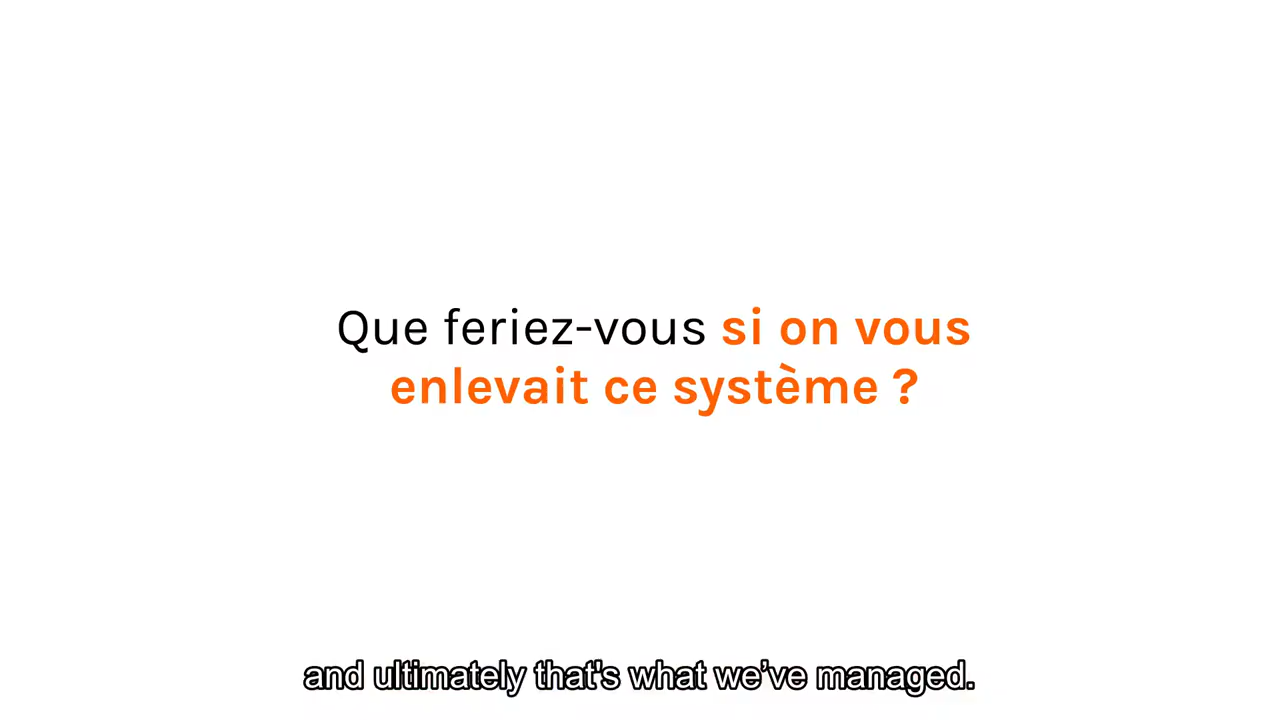 Que feriez-vous si on vous
enlevait ce système ?
and ultimately that's what we’ve managed.